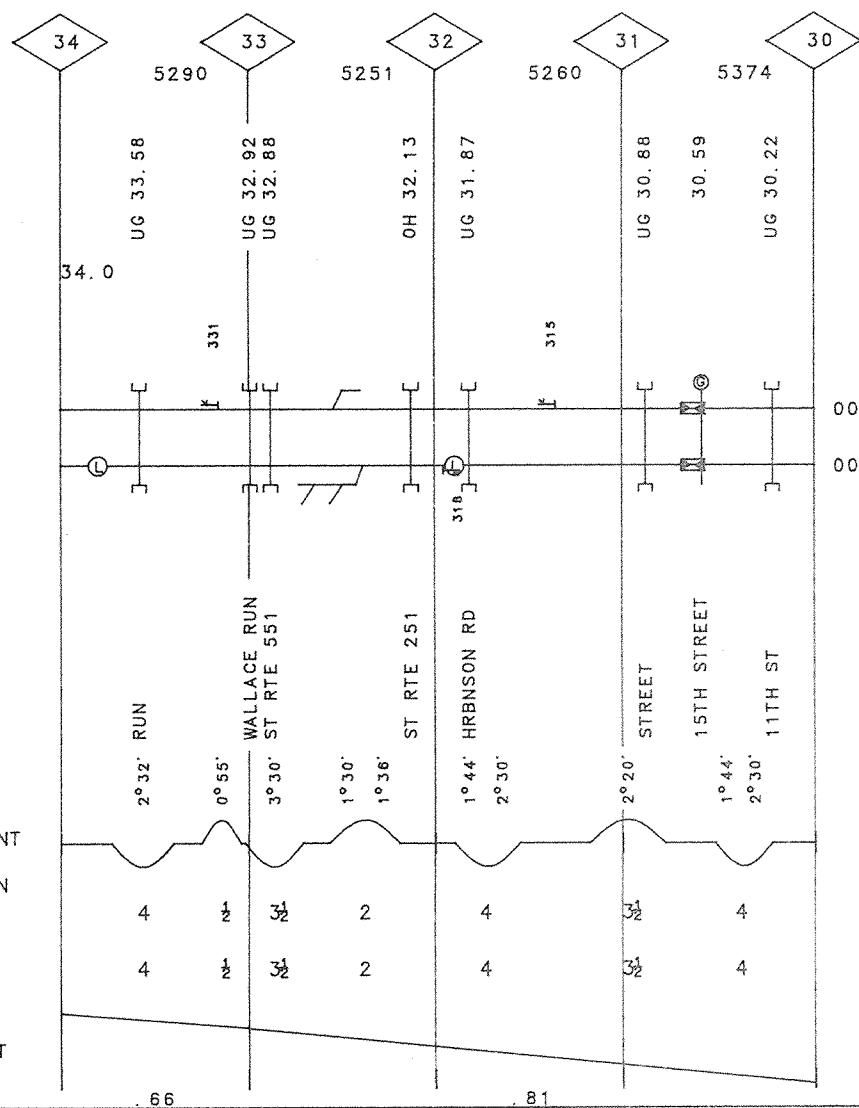 34 33 32 31 30
5290 5251 5260 5374
UG 33.58
UG 32.92
UG 32.88
OH 32.13
UG 31.87
UG 30.88
30.59
UG 30.22
34.0
331
315
G
00
L
L
00
318
RUN
WALLACE RUN
ST RTE 551
ST RTE 251
HRBNSON RD
STREET
15TH STREET
11TH ST
2°32'
0°55'
3°30'
1°30'
1°36'
1°44'
2°30'
2°20'
1°44'
2°30'
NT
N
4 ½ 3½ 2 4 3½ 4
4 ½ 3½ 2 4 3½ 4
T
.66 .81